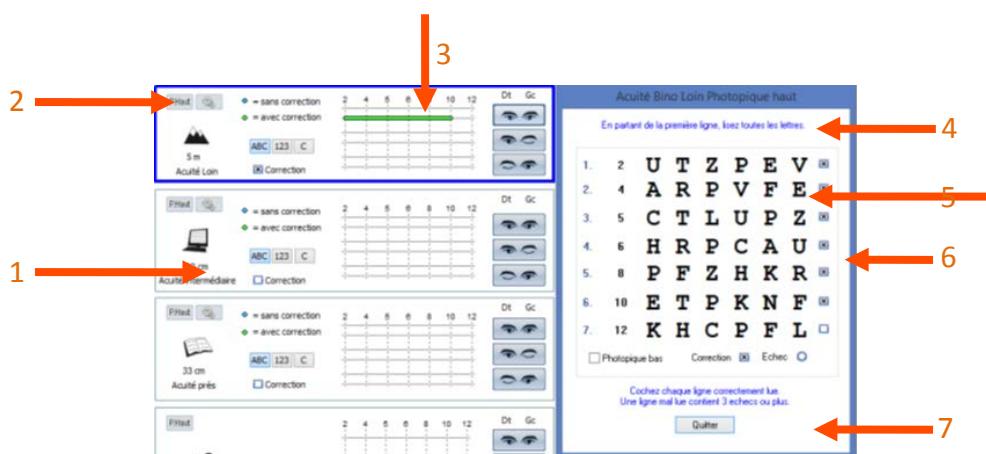 3
2
P.Haut
= sans correction
= avec correction
2 4 6 8 10 12
Dt Gc
ABC 123 C
5 m
Acuité Loin
Correction
P.Haut
= sans correction
= avec correction
2 4 6 8 10 12
Dt Gc
ABC 123 C
1
cm
Acuité
Correction
P.Haut
= sans correction
= avec correction
2 4 6 8 10 12
Dt Gc
ABC 123 C
33 cm
Acuité près
Correction
P.Haut
2 4 6 8 10 12
Dt Gc
Acuité Bino Loin Photopique haut
En partant de la première ligne, lisez toutes les lettres.
4
1. 2 U T Z P E V
2. 4 A R P V F E
5
3. 5 C T L U P Z
4. 6 H R P C A U
6
5. 8 P F Z H K R
6. 10 E T P K N F
7. 12 K H C P F L
Photopique bas Correction Echec
Cochez chaque ligne correctement lue.
Une ligne mal lue contient 3 echecs ou plus.
Quitter
7